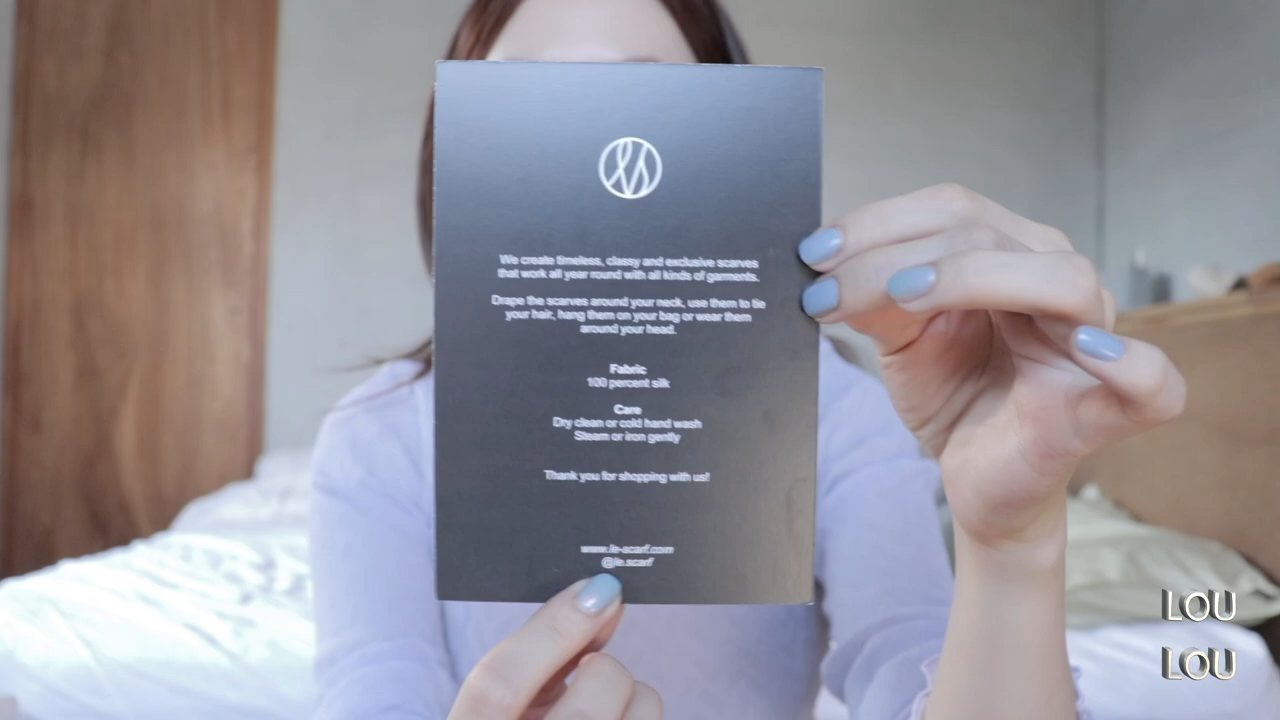 We create timeless, classy and exclusive scarves
that work all year round with all kinds of garments.
Drape the scarves around your neck, use them to tie
your hair, hang them on your bag or wear them
around your head.
Fabric
100 percent silk
Care
Dry clean or cold hand wash
Steam or iron gently
Thank you for shopping with us!
www.le-scarf.com
@le.scarf
LOU
LOU